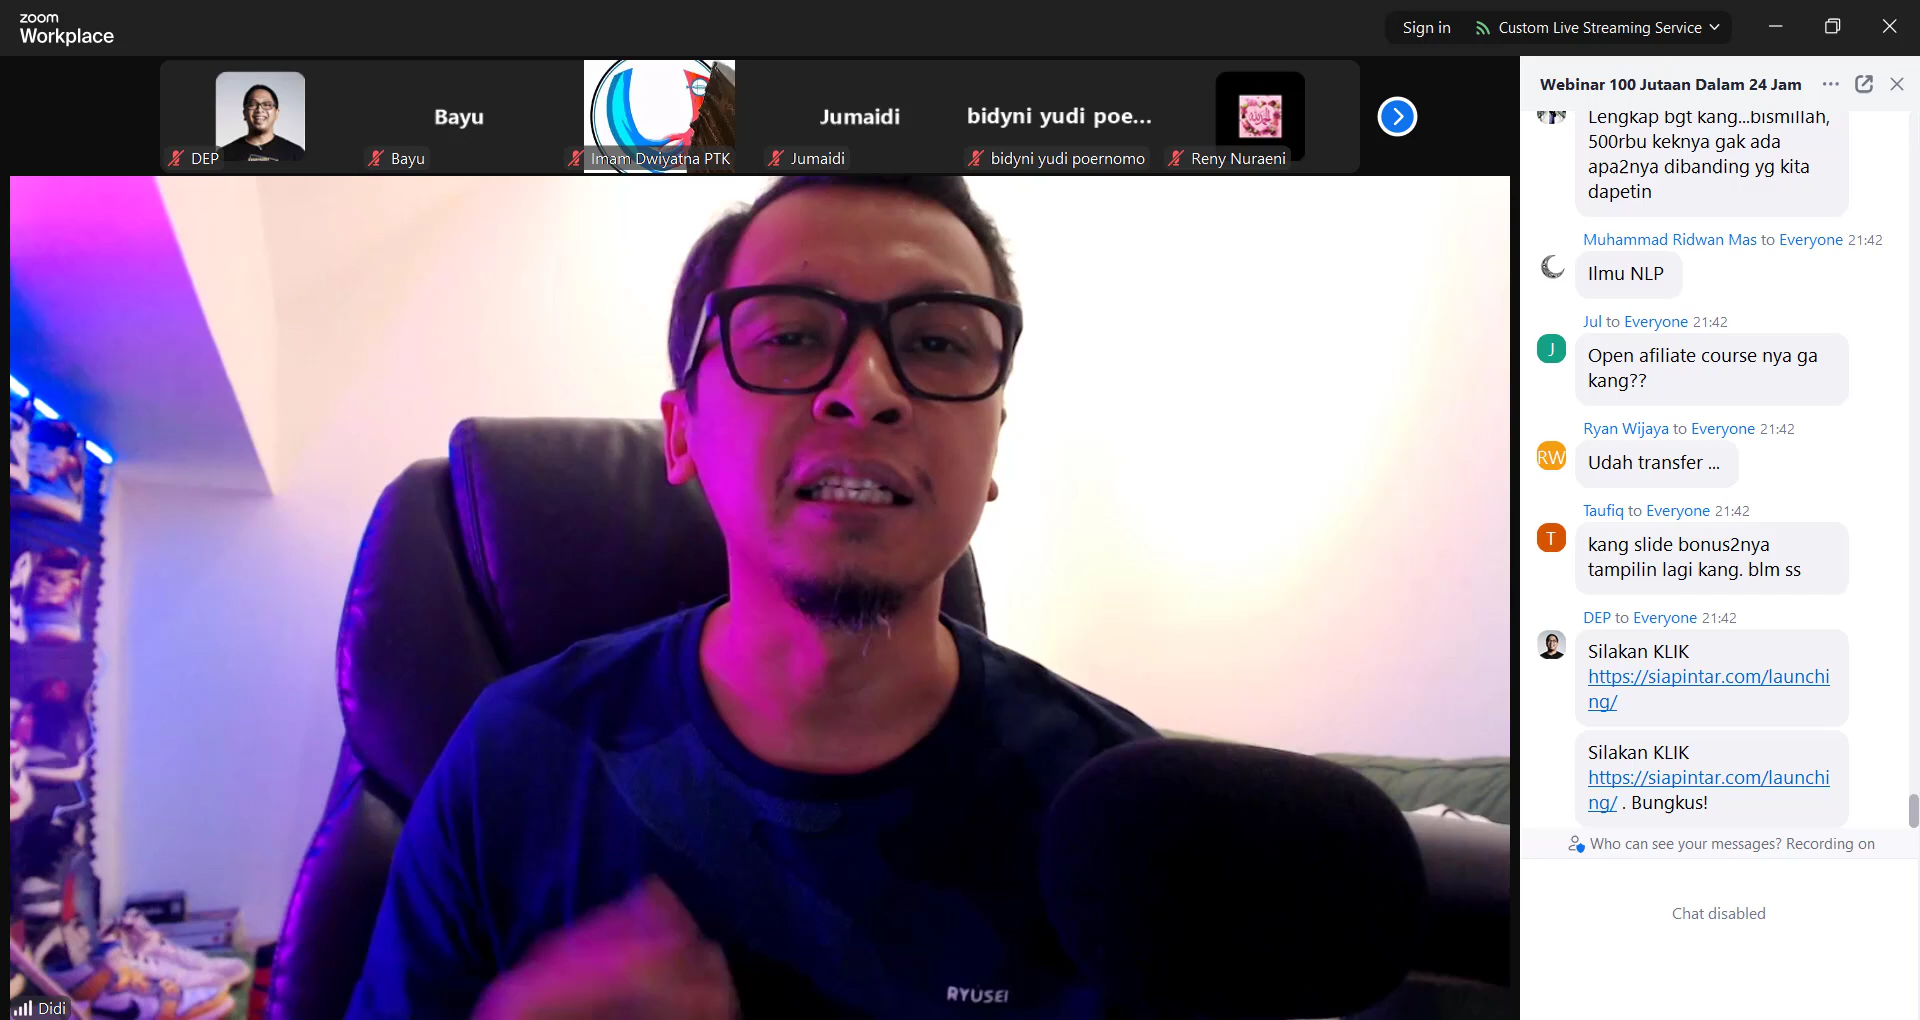 zoom
Workplace
Sign in
Custom Live Streaming Service
DEP
Bayu
Bayu
Imam Dwiyatna PTK
Jumaidi
Jumaidi
bidyni yudi poe...
bidyni yudi poernomo
Reny Nuraeni
Didi
RYUSEI
Webinar 100 Jutaan Dalam 24 Jam
Lengkap bgt kang...bismillah,
500rbu keknya gak ada
apa2nya dibanding yg kita
dapetin
Muhammad Ridwan Mas to Everyone 21:42
Ilmu NLP
Jul to Everyone 21:42
J
Open afiliate course nya ga
kang??
Ryan Wijaya to Everyone 21:42
RW
Udah transfer ...
Taufiq to Everyone 21:42
T
kang slide bonus2nya
tampilin lagi kang. blm ss
DEP to Everyone 21:42
Silakan KLIK
https://siapintar.com/launchi
ng/
Silakan KLIK
https://siapintar.com/launchi
ng/ . Bungkus!
Who can see your messages? Recording on
Chat disabled